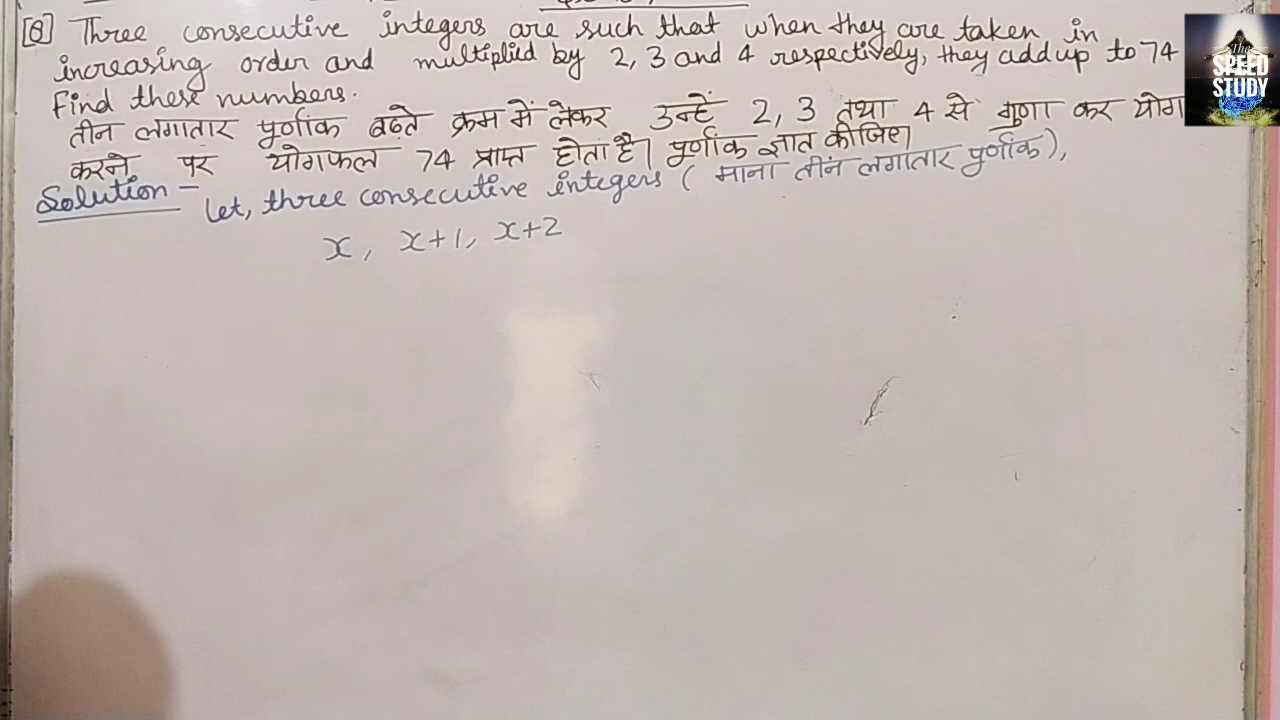 [Q] Three consecutive integers are such that when they are taken in
increasing order and multiplied by 2, 3 and 4 respectively, they add up to 74
Find these numbers.
तीन लगातार पूर्णांक बढ़ते क्रम में लेकर उन्हें 2, 3 तथा 4 से गुणा कर योग
करने पर योगफल 74 प्राप्त होता है। पूर्णांक ज्ञात कीजिए।
Solution - Let, three consecutive integers ( माना तीन लगातार पूर्णांक ),
x, x+1, x+2
The
SPEED
STUDY